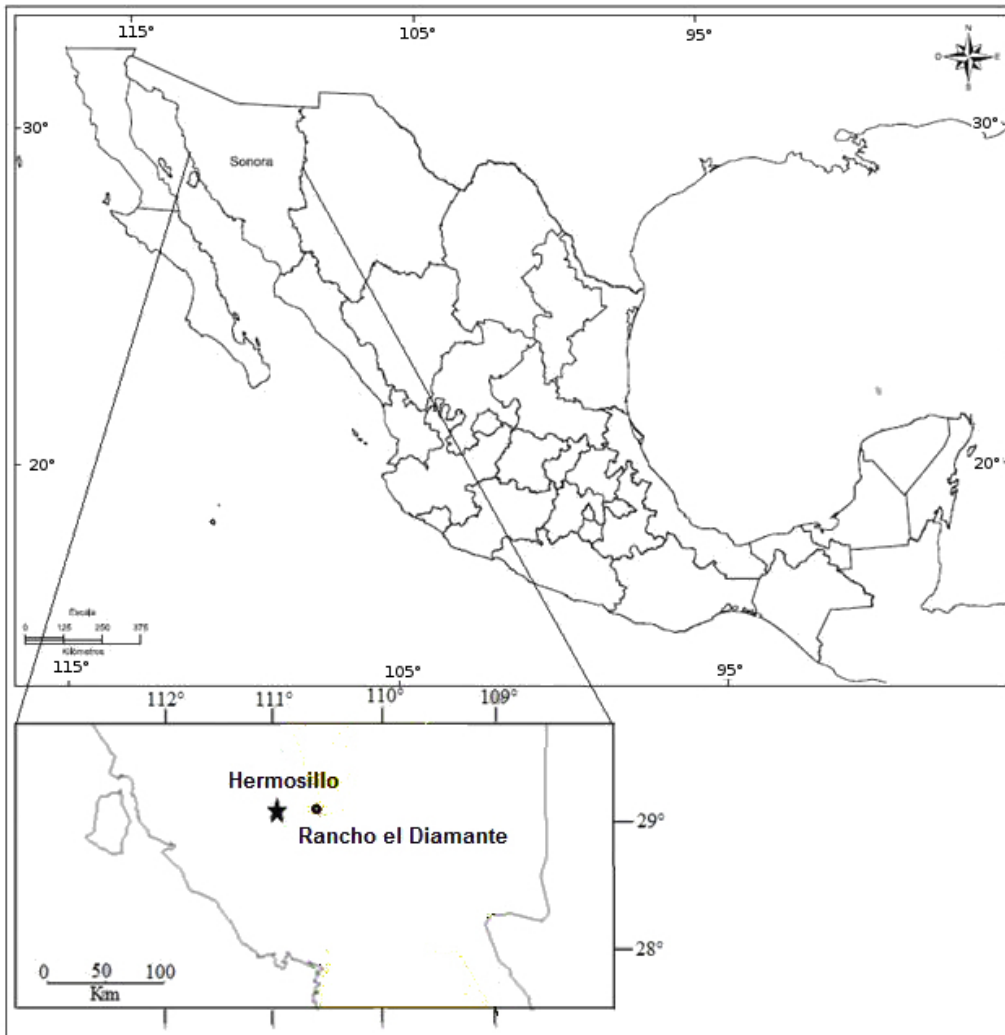 115° 105° 95°
N
O E
S
30° 30°
Sonora
20° 20°
Escala
0 125 250 375
Kilómetros
115° 105° 95°
112° 111° 110° 109°
Hermosillo
29°
Rancho el Diamante
28°
0 50 100
Km